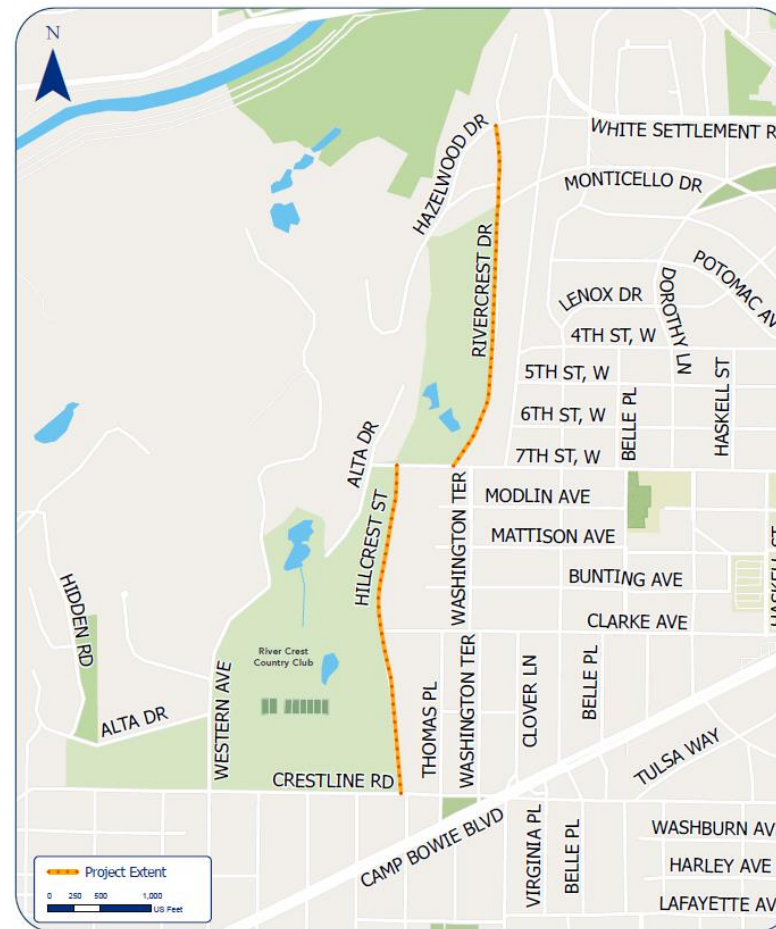 N
WHITE SETTLEMENT R
HAZELWOOD DR
MONTICELLO DR
POTOMAC AV
RIVERCREST DR
LENOX DR
DOROTHY LN
4TH ST, W
5TH ST, W
HASKELL ST
6TH ST, W
BELLE PL
7TH ST, W
ALTA DR
MODLIN AVE
HILLCREST ST
WASHINGTON TER
MATTISON AVE
BUNTING AVE
HASKELL ST
CLARKE AVE
HIDDEN RD
River Crest
Country Club
WESTERN AVE
ALTA DR
THOMAS PL
WASHINGTON TER
CLOVER LN
BELLE PL
TULSA WAY
CRESTLINE RD
CAMP BOWIE BLVD
VIRGINIA PL
BELLE PL
WASHBURN AV
HARLEY AVE
LAFAYETTE AV
Project Extent
0 250 500 1,000
US Feet